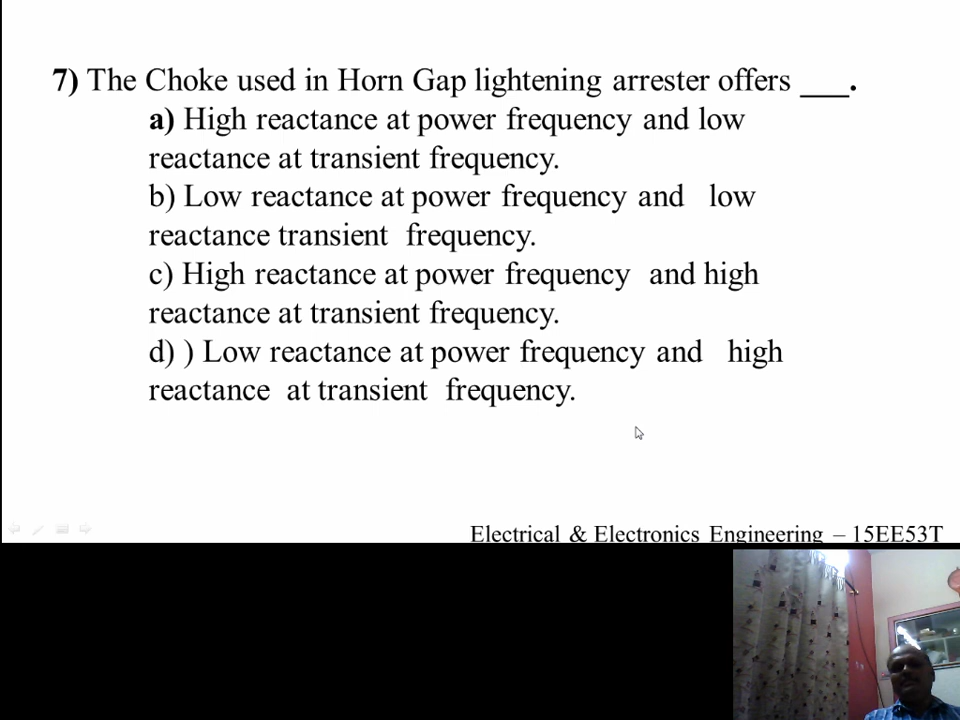 7) The Choke used in Horn Gap lightening arrester offers ___.
a) High reactance at power frequency and low
reactance at transient frequency.
b) Low reactance at power frequency and low
reactance transient frequency.
c) High reactance at power frequency and high
reactance at transient frequency.
d) ) Low reactance at power frequency and high
reactance at transient frequency.
Electrical & Electronics Engineering – 15EE53T